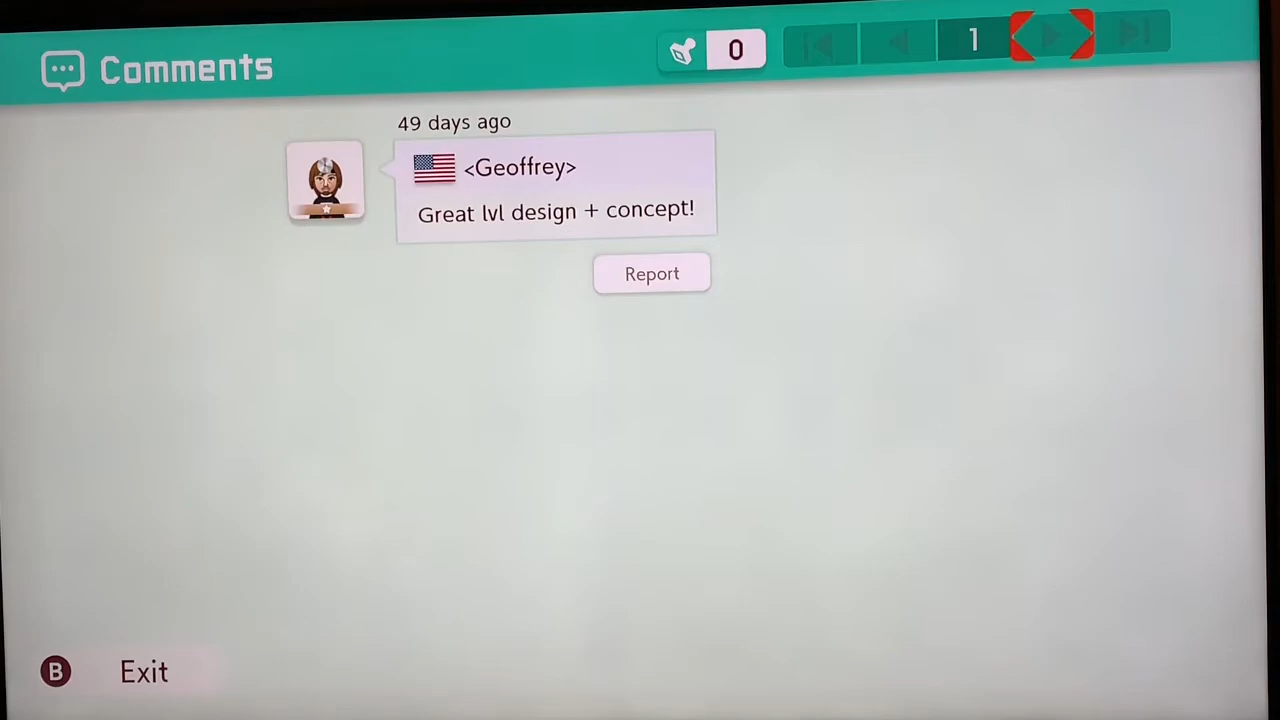 Comments
0
1
49 days ago
<Geoffrey>
Great lvl design + concept!
Report
B Exit